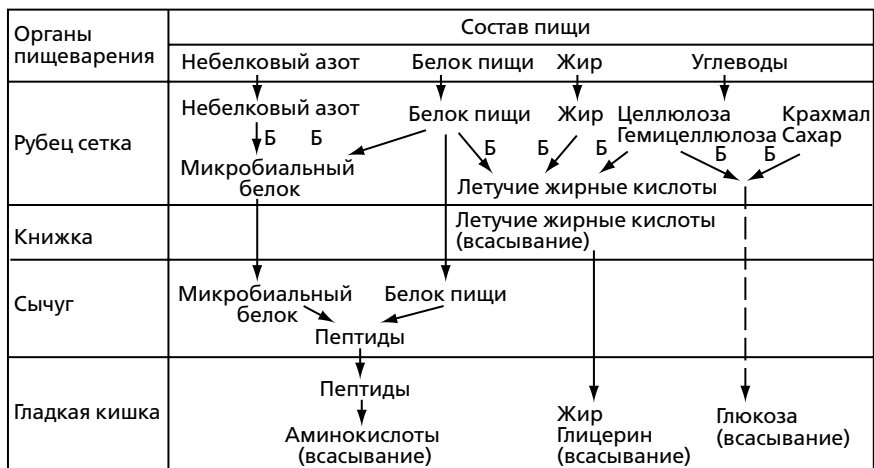 Органы
пищеварения
Состав пищи
Небелковый азот Белок пищи Жир Углеводы
Рубец сетка
Небелковый азот Белок пищи Жир Целлюлоза Крахмал
Гемицеллюлоза Сахар
Б Б Б Б Б Б Б
Микробиальный
белок
Летучие жирные кислоты
Книжка
Летучие жирные кислоты
(всасывание)
Сычуг
Микробиальный
белок
Белок пищи
Пептиды
Гладкая кишка
Пептиды
Аминокислоты
(всасывание)
Жир
Глицерин
(всасывание)
Глюкоза
(всасывание)